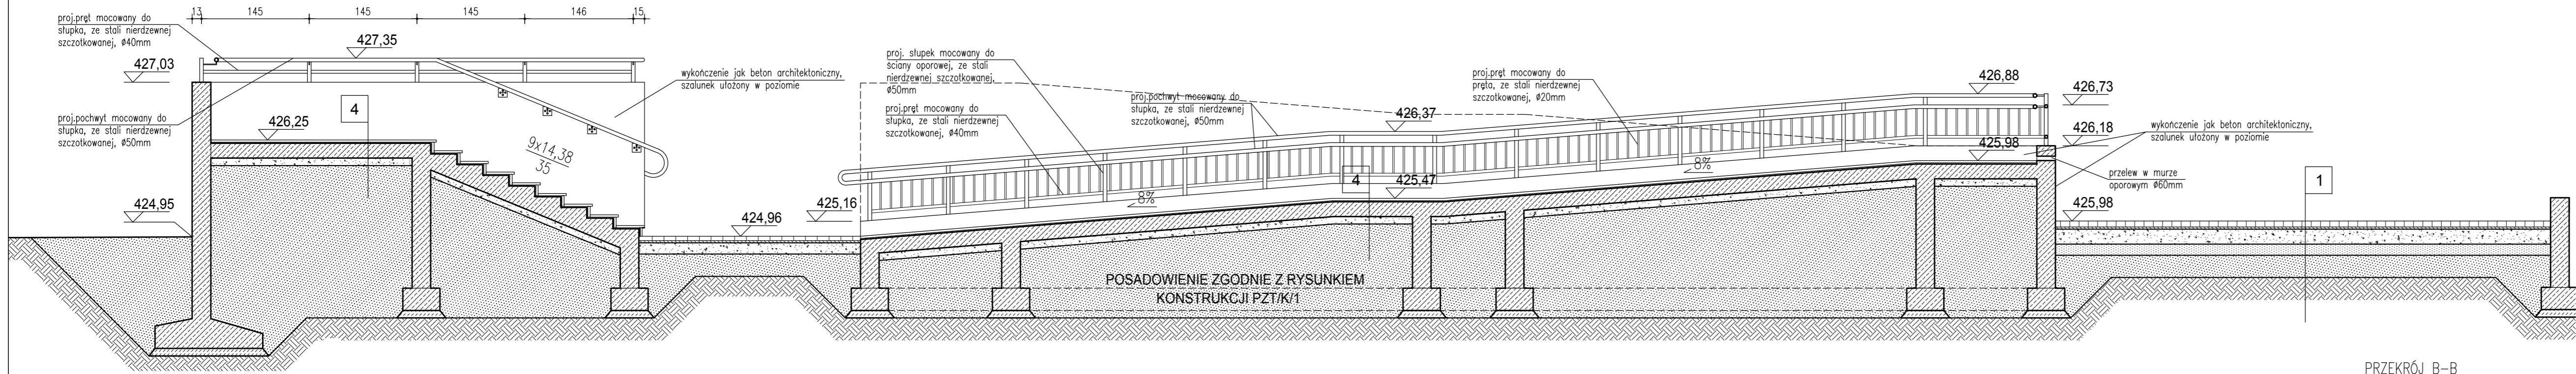 13 145 145 145 146 15
proj.pręt mocowany do
słupka, ze stali nierdzewnej
szczotkowanej, Ø40mm
427,35
427,03
wykończenie jak beton architektoniczny,
szalunek ułożony w poziomie
4
proj.pochwyt mocowany do
słupka, ze stali nierdzewnej
szczotkowanej, Ø50mm
426,25
9x14,38
35
424,95
424,96
425,16
proj. słupek mocowany do
ściany oporowej, ze stali
nierdzewnej szczotkowanej,
Ø50mm
proj.pręt mocowany do
słupka, ze stali nierdzewnej
szczotkowanej, Ø40mm
proj.pochwyt mocowany do
słupka, ze stali nierdzewnej
szczotkowanej, Ø50mm
426,37
proj.pręt mocowany do
pręta, ze stali nierdzewnej
szczotkowanej, Ø20mm
426,88
426,73
426,18
425,98
wykończenie jak beton architektoniczny,
szalunek ułożony w poziomie
8%
4
425,47
8%
przelew w murze
oporowym Ø60mm
425,98
1
POSADOWIENIE ZGODNIE Z RYSUNKIEM
KONSTRUKCJI PZT/K/1
PRZEKRÓJ B-B